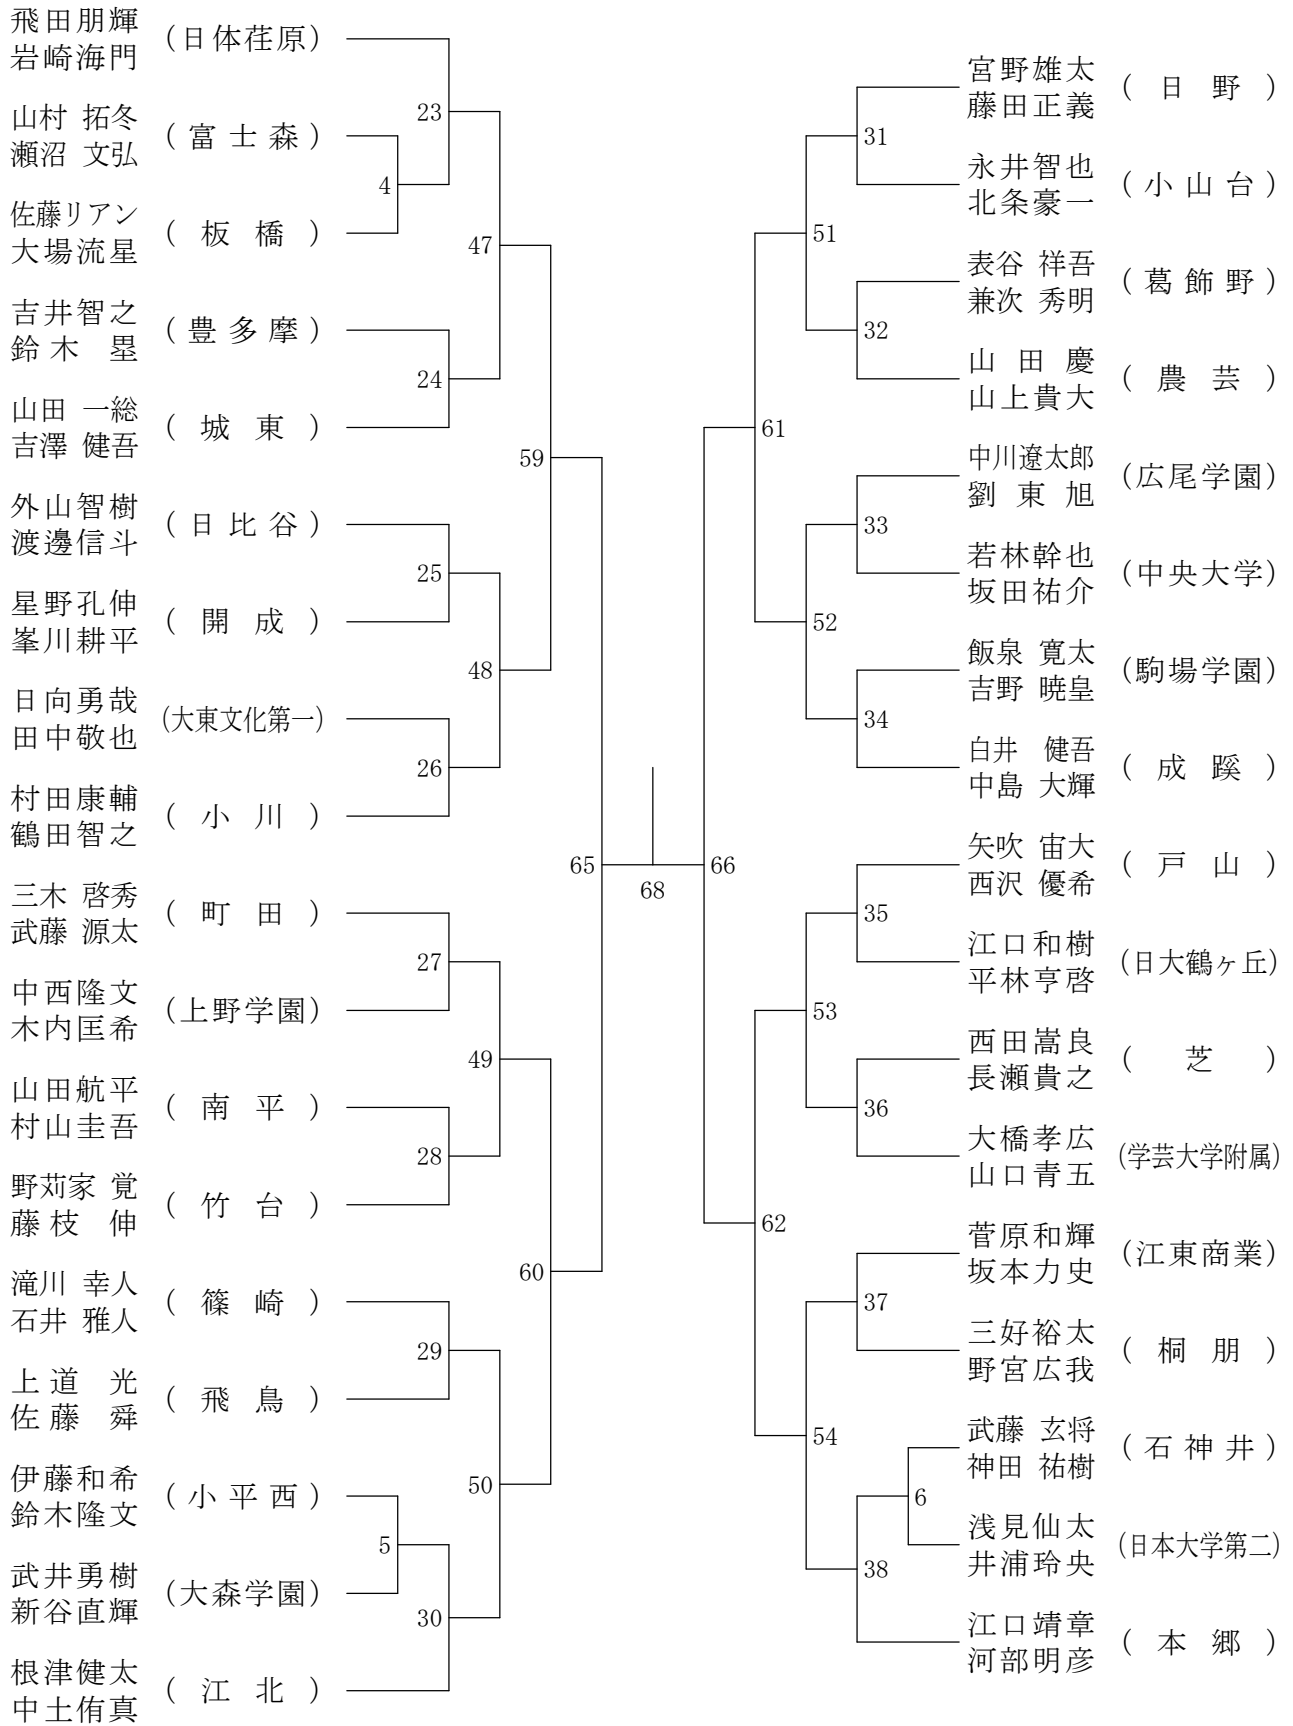 飛田朋輝
岩崎海門
(日体荏原)
山村 拓冬
瀬沼 文弘
(富士森)
佐藤リアン
大場流星
(板橋)
吉井智之
鈴木 塁
(豊多摩)
山田 一総
吉澤 健吾
(城東)
外山智樹
渡邊信斗
(日比谷)
星野孔伸
峯川耕平
(開成)
日向勇哉
田中敬也
(大東文化第一)
村田康輔
鶴田智之
(小川)
三木 啓秀
武藤 源太
(町田)
中西隆文
木内匡希
(上野学園)
山田航平
村山圭吾
(南平)
野苅家 覚
藤枝 伸
(竹台)
滝川 幸人
石井 雅人
(篠崎)
上道 光
佐藤 舜
(飛鳥)
伊藤和希
鈴木隆文
(小平西)
武井勇樹
新谷直輝
(大森学園)
根津健太
中土侑真
(江北)
4
5
23
24
25
26
27
28
29
30
47
48
49
50
59
60
65
68
66
61
62
51
52
53
54
31
32
33
34
35
36
37
38
6
宮野雄太
藤田正義
(日野)
永井智也
北条豪一
(小山台)
表谷 祥吾
兼次 秀明
(葛飾野)
山田慶
山上貴大
(農芸)
中川遼太郎
劉東旭
(広尾学園)
若林幹也
坂田祐介
(中央大学)
飯泉 寛太
吉野 暁皇
(駒場学園)
白井 健吾
中島 大輝
(成蹊)
矢吹 宙大
西沢 優希
(戸山)
江口和樹
平林亨啓
(日大鶴ヶ丘)
西田嵩良
長瀬貴之
(芝)
大橋孝広
山口青五
(学芸大学附属)
菅原和輝
坂本力史
(江東商業)
三好裕太
野宮広我
(桐朋)
武藤 玄将
神田 祐樹
(石神井)
浅見仙太
井浦玲央
(日本大学第二)
江口靖章
河部明彦
(本郷)